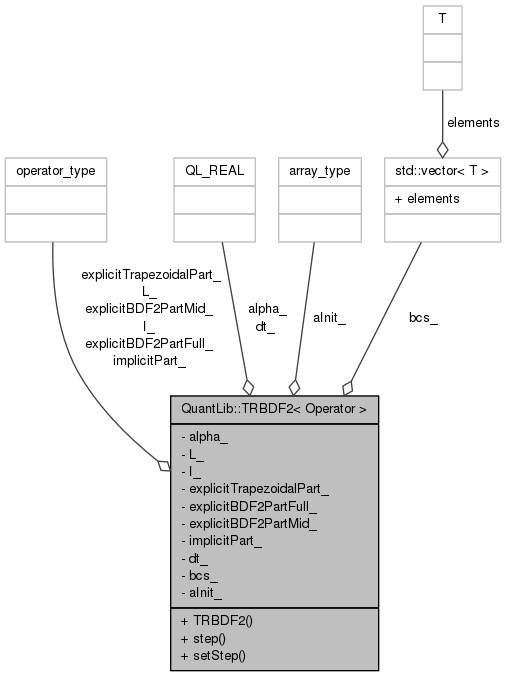 T
elements
operator_type
QL_REAL
array_type
std::vector< T >
+ elements
explicitTrapezoidalPart_
L_
explicitBDF2PartMid_
I_
explicitBDF2PartFull_
implicitPart_
alpha_
dt_
aInit_
bcs_
QuantLib::TRBDF2< Operator >
- alpha_
- L_
- I_
- explicitTrapezoidalPart_
- explicitBDF2PartFull_
- explicitBDF2PartMid_
- implicitPart_
- dt_
- bcs_
- aInit_
+ TRBDF2()
+ step()
+ setStep()